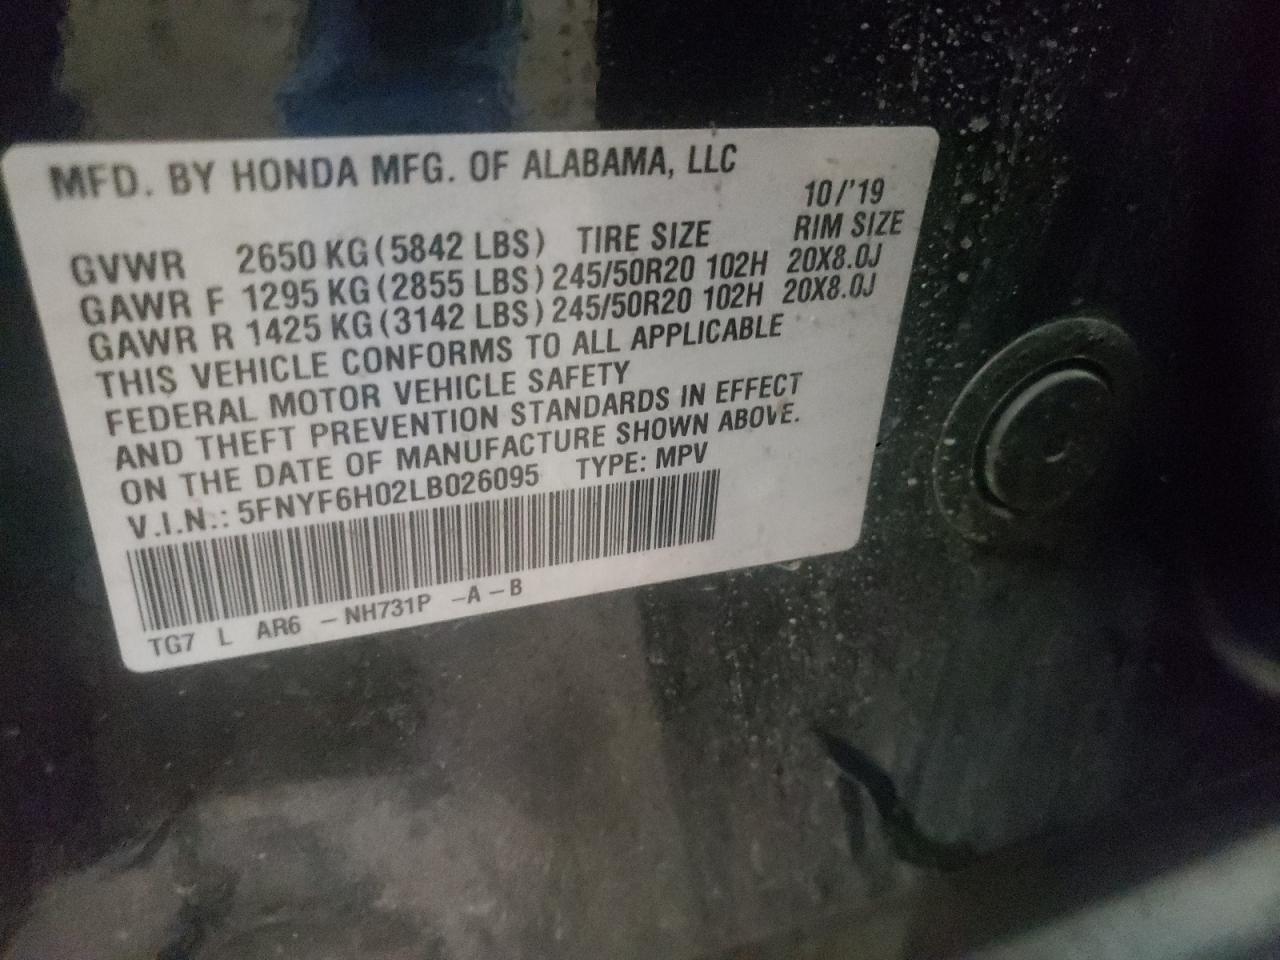 MFD. BY HONDA MFG. OF ALABAMA, LLC
10/'19
GVWR 2650 KG (5842 LBS) TIRE SIZE RIM SIZE
GAWR F 1295 KG (2855 LBS) 245/50R20 102H 20X8.0J
GAWR R 1425 KG (3142 LBS) 245/50R20 102H 20X8.0J
THIS VEHICLE CONFORMS TO ALL APPLICABLE
FEDERAL MOTOR VEHICLE SAFETY
AND THEFT PREVENTION STANDARDS IN EFFECT
ON THE DATE OF MANUFACTURE SHOWN ABOVE.
V.I.N.: 5FNYF6H02LB026095 TYPE: MPV
TG7 L AR6 – NH731P –A – B